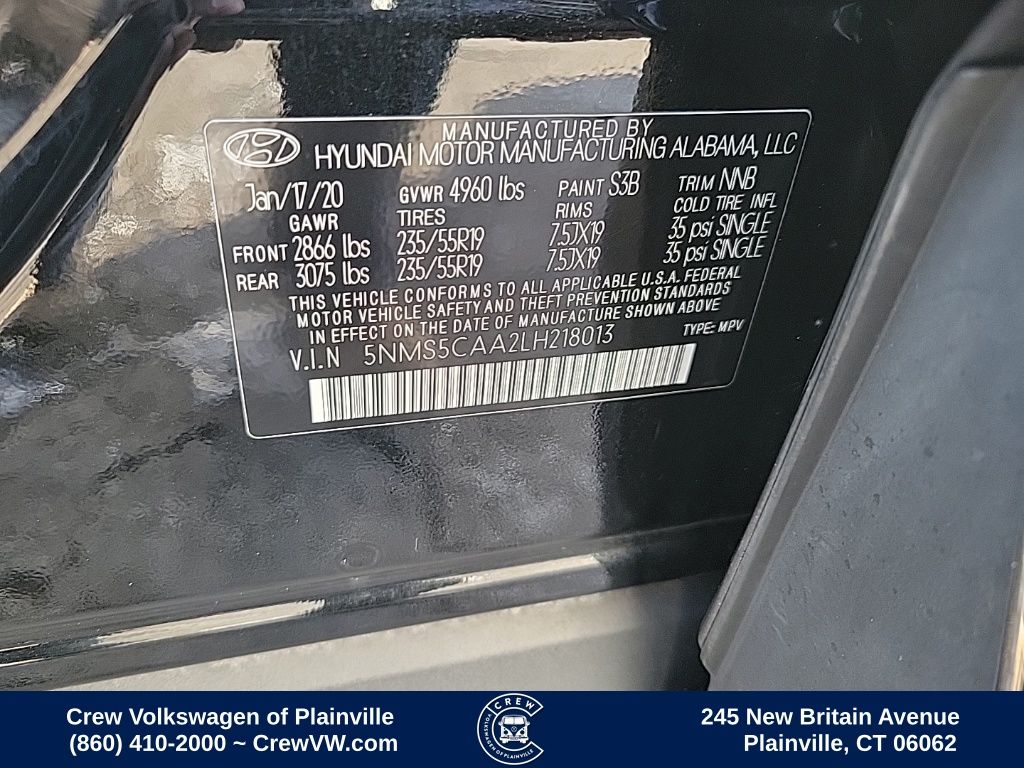 MANUFACTURED BY
HYUNDAI MOTOR MANUFACTURING ALABAMA, LLC
Jan/17/20 GVWR 4960 lbs PAINT S3B TRIM NNB
GAWR TIRES RIMS COLD TIRE INFL
FRONT 2866 lbs 235/55R19 7.5JX19 35 psi SINGLE
REAR 3075 lbs 235/55R19 7.5JX19 35 psi SINGLE
THIS VEHICLE CONFORMS TO ALL APPLICABLE U.S.A. FEDERAL
MOTOR VEHICLE SAFETY AND THEFT PREVENTION STANDARDS
IN EFFECT ON THE DATE OF MANUFACTURE SHOWN ABOVE
V.I.N 5NMS5CAA2LH218013 TYPE: MPV
Crew Volkswagen of Plainville
(860) 410-2000 ~ CrewVW.com
CREW
VOLKSWAGEN OF PLAINVILLE
245 New Britain Avenue
Plainville, CT 06062